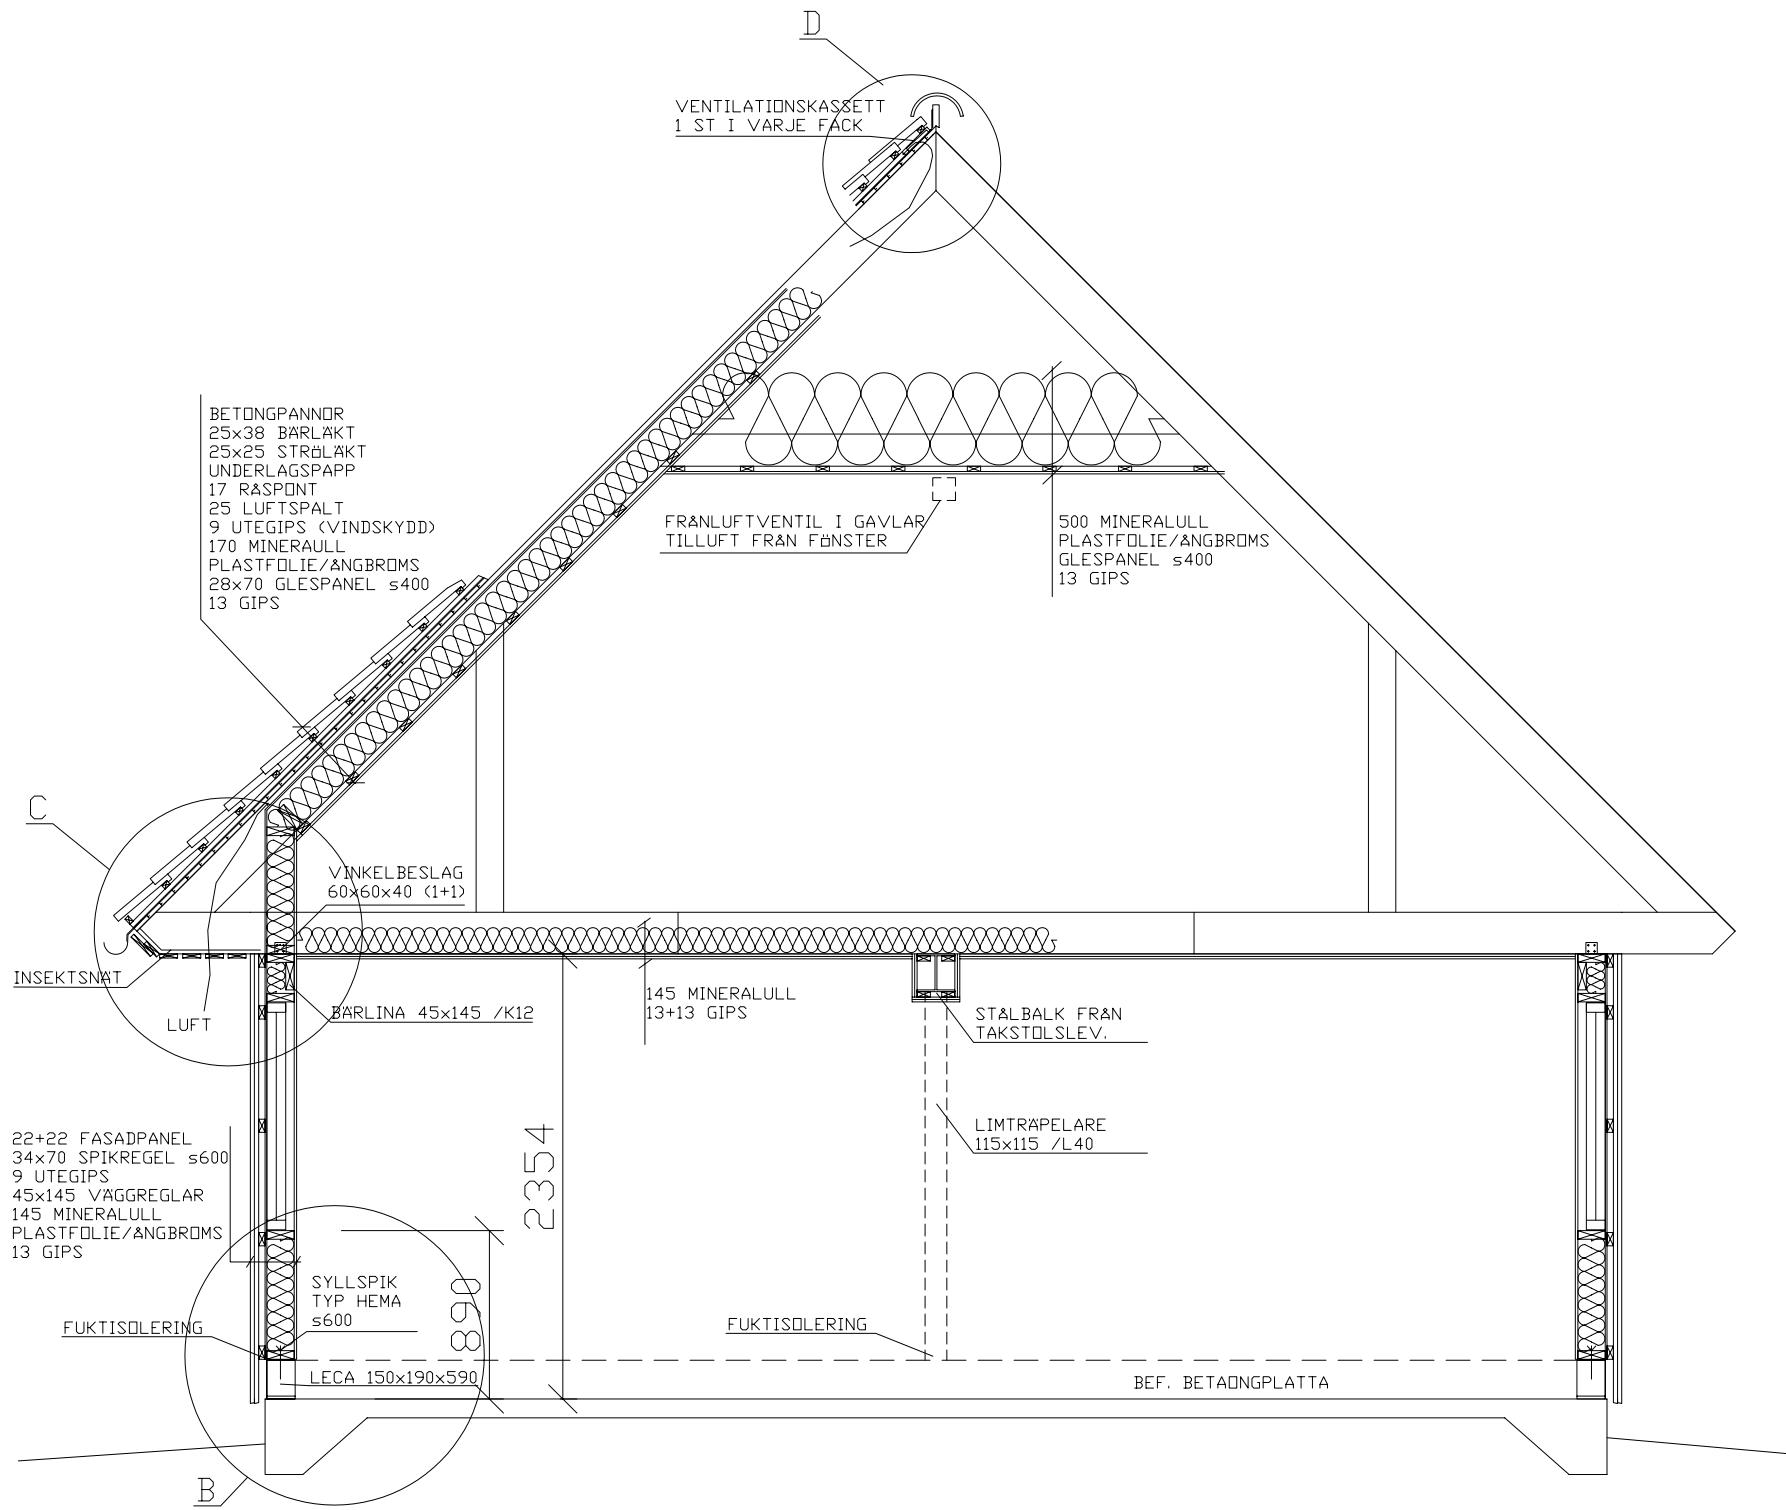 D
VENTILATIONSKASSETT
1 ST I VARJE FACK
BETONGPANNOR
25x38 BÄRLÄKT
25x25 STRÖLÄKT
UNDERLAGSPAPP
17 RÅSPONT
25 LUFTSPALT
9 UTEGIPS (VINDSKYDD)
170 MINERAULL
PLASTFOLIE/ÅNGBROMS
28x70 GLESPANEL s400
13 GIPS
FRÅNLUFTVENTIL I GAVLAR
TILLUFT FRÅN FÖNSTER
500 MINERALULL
PLASTFOLIE/ÅNGBROMS
GLESPANEL s400
13 GIPS
C
VINKELBESLAG
60x60x40 (1+1)
INSEKTSNÄT
LUFT
BÄRLINA 45x145 /K12
145 MINERALULL
13+13 GIPS
STÅLBALK FRÅN
TAKSTOLSLEV.
LIMTRÄPELARE
115x115 /L40
2354
22+22 FASADPANEL
34x70 SPIKREGEL s600
9 UTEGIPS
45x145 VÄGGREGLAR
145 MINERALULL
PLASTFOLIE/ÅNGBROMS
13 GIPS
SYLLSPIK
TYP HEMA
s600
890
FUKTISOLERING
FUKTISOLERING
LECA 150x190x590
BEF. BETAONGPLATTA
B